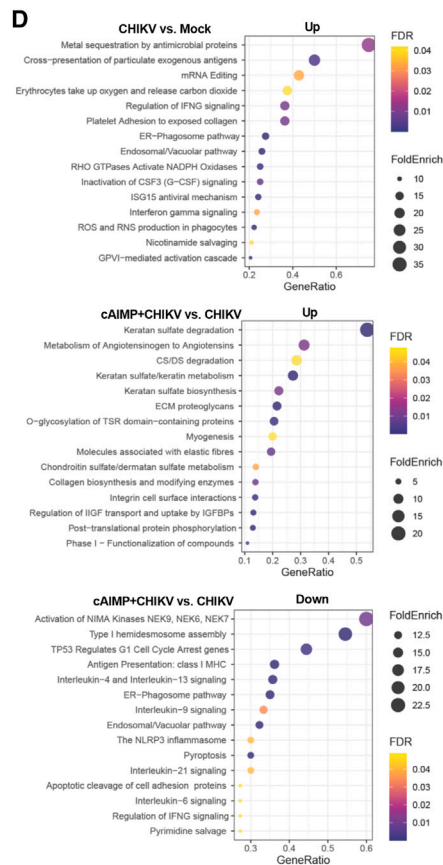 D
CHIKV vs. Mock Up
Metal sequestration by antimicrobial proteins
Cross-presentation of particulate exogenous antigens
mRNA Editing
Erythrocytes take up oxygen and release carbon dioxide
Regulation of IFNG signaling
Platelet Adhesion to exposed collagen
ER-Phagosome pathway
Endosomal/Vacuolar pathway
RHO GTPases Activate NADPH Oxidases
Inactivation of CSF3 (G-CSF) signaling
ISG15 antiviral mechanism
Interferon gamma signaling
ROS and RNS production in phagocytes
Nicotinamide salvaging
GPVI-mediated activation cascade
0.2 0.4 0.6
GeneRatio
FDR
0.04
0.03
0.02
0.01
FoldEnrich
10
15
20
25
30
35
cAIMP+CHIKV vs. CHIKV Up
Keratan sulfate degradation
Metabolism of Angiotensinogen to Angiotensins
CS/DS degradation
Keratan sulfate/keratin metabolism
Keratan sulfate biosynthesis
ECM proteoglycans
O-glycosylation of TSR domain-containing proteins
Myogenesis
Molecules associated with elastic fibres
Chondroitin sulfate/dermatan sulfate metabolism
Collagen biosynthesis and modifying enzymes
Integrin cell surface interactions
Regulation of IIGF transport and uptake by IGFBPs
Post-translational protein phosphorylation
Phase I - Functionalization of compounds
0.1 0.2 0.3 0.4 0.5
GeneRatio
FDR
0.04
0.03
0.02
0.01
FoldEnrich
5
10
15
20
cAIMP+CHIKV vs. CHIKV Down
Activation of NIMA Kinases NEK9, NEK6, NEK7
Type I hemidesmosome assembly
TP53 Regulates G1 Cell Cycle Arrest genes
Antigen Presentation: class I MHC
Interleukin-4 and Interleukin-13 signaling
ER-Phagosome pathway
Interleukin-9 signaling
Endosomal/Vacuolar pathway
The NLRP3 inflammasome
Pyroptosis
Interleukin-21 signaling
Apoptotic cleavage of cell adhesion proteins
Interleukin-6 signaling
Regulation of IFNG signaling
Pyrimidine salvage
0.3 0.4 0.5 0.6
GeneRatio
FoldEnrich
12.5
15.0
17.5
20.0
22.5
FDR
0.04
0.03
0.02
0.01